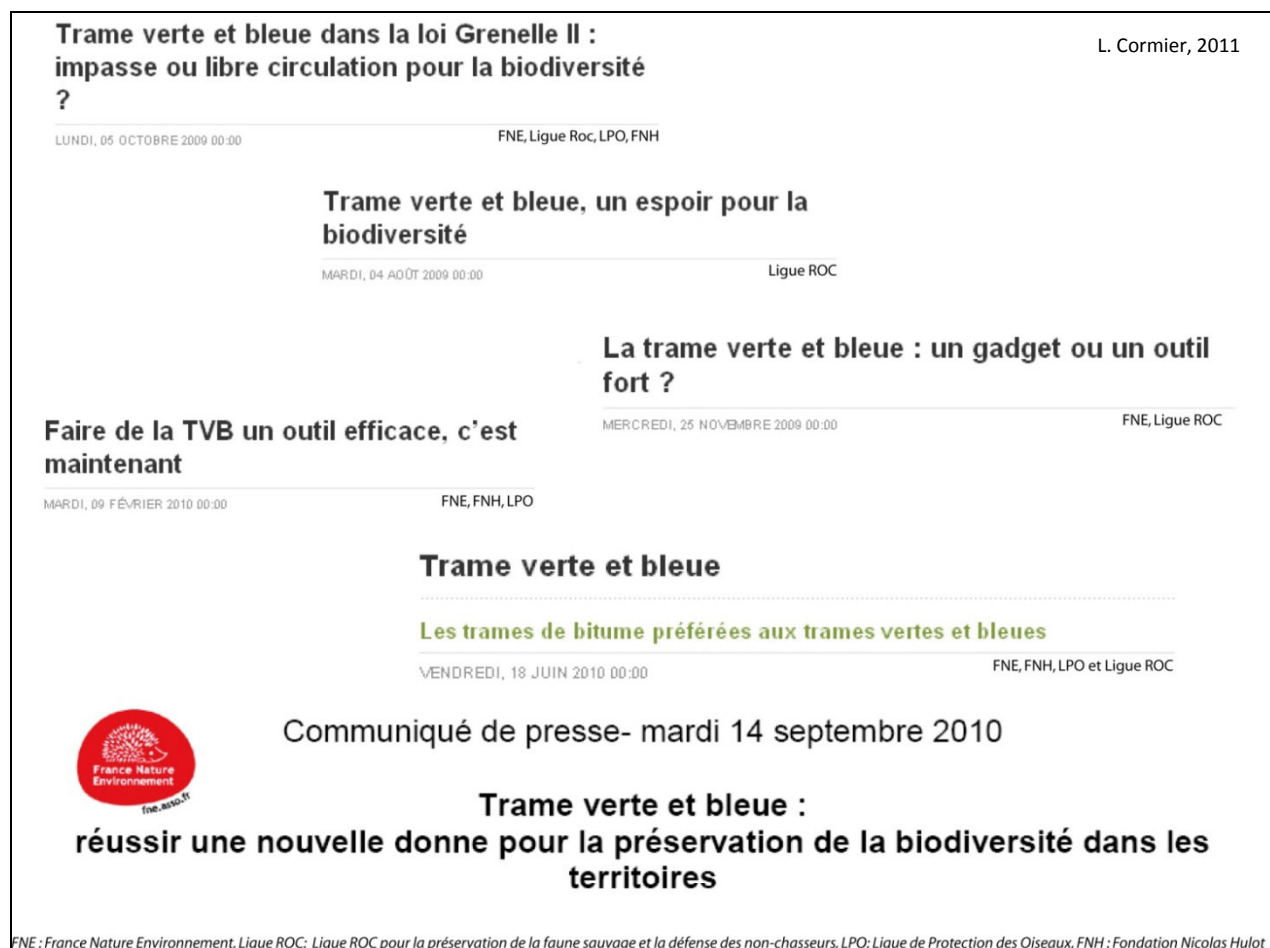 Trame verte et bleue dans la loi Grenelle II :
impasse ou libre circulation pour la biodiversité
?
L. Cormier, 2011
LUNDI, 05 OCTOBRE 2009 00:00
FNE, Ligue Roc, LPO, FNH
Trame verte et bleue, un espoir pour la
biodiversité
MARDI, 04 AOÛT 2009 00:00
Ligue ROC
La trame verte et bleue : un gadget ou un outil
fort ?
MERCREDI, 25 NOVEMBRE 2009 00:00
FNE, Ligue ROC
Faire de la TVB un outil efficace, c'est
maintenant
MARDI, 09 FÉVRIER 2010 00:00
FNE, FNH, LPO
Trame verte et bleue
Les trames de bitume préférées aux trames vertes et bleues
VENDREDI, 18 JUIN 2010 00:00
FNE, FNH, LPO et Ligue ROC
France Nature
Environnement
fne.asso.fr
Communiqué de presse- mardi 14 septembre 2010
Trame verte et bleue :
réussir une nouvelle donne pour la préservation de la biodiversité dans les
territoires
FNE : France Nature Environnement, Ligue ROC: Ligue ROC pour la préservation de la faune sauvage et la défense des non-chasseurs, LPO: Ligue de Protection des Oiseaux, FNH : Fondation Nicolas Hulot